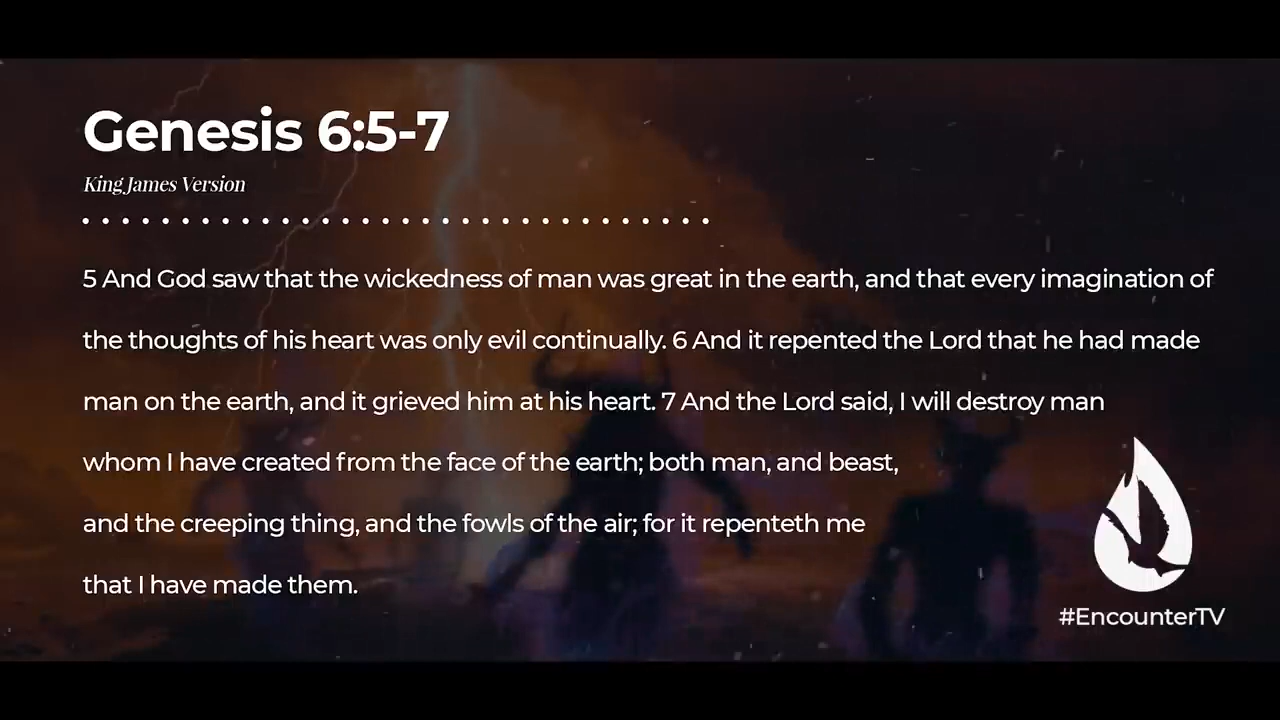 Genesis 6:5-7
King James Version
5 And God saw that the wickedness of man was great in the earth, and that every imagination of
the thoughts of his heart was only evil continually. 6 And it repented the Lord that he had made
man on the earth, and it grieved him at his heart. 7 And the Lord said, I will destroy man
whom I have created from the face of the earth; both man, and beast,
and the creeping thing, and the fowls of the air; for it repenteth me
that I have made them.
#EncounterTV